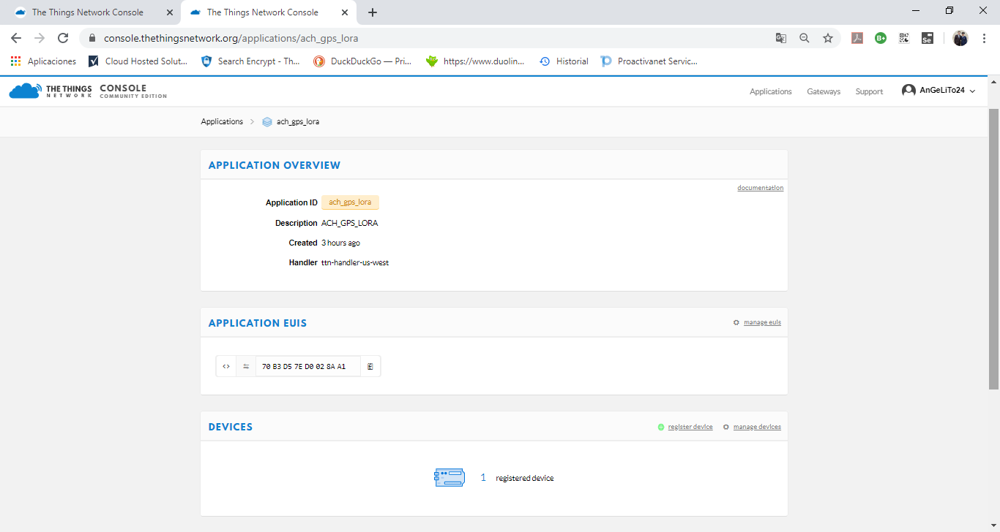 The Things Network Console
The Things Network Console
console.thethingsnetwork.org/applications/ach_gps_lora
Aplicaciones
Cloud Hosted Solut...
Search Encrypt - Th...
DuckDuckGo — Pri...
https://www.duolin...
Historial
Proactivanet Servic...
THE THINGS NETWORK
CONSOLE
COMMUNITY EDITION
Applications
Gateways
Support
AnGeLiTo24
Applications
ach_gps_lora
APPLICATION OVERVIEW
documentation
Application ID ach_gps_lora
Description ACH_GPS_LORA
Created 3 hours ago
Handler ttn-handler-us-west
APPLICATION EUIS
manage euis
<> 70 B3 D5 7E D0 02 8A A1
DEVICES
register device
manage devices
1 registered device